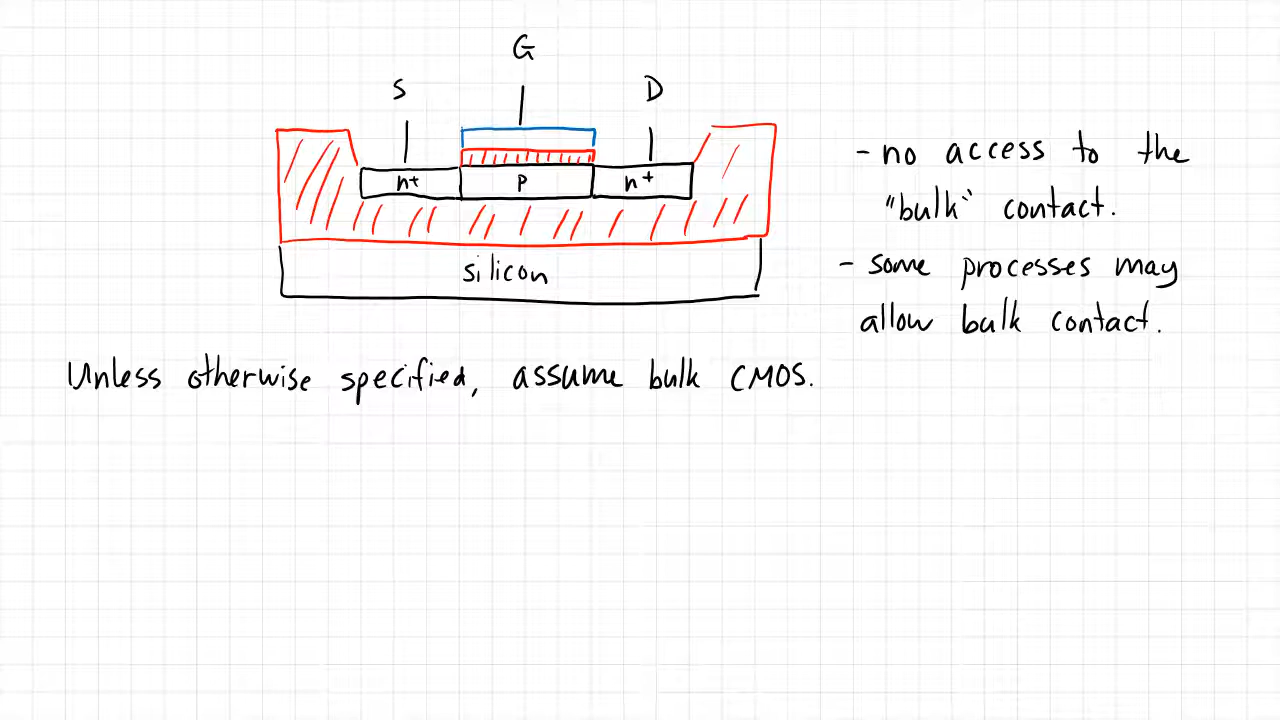 G
S
D
n+
p
n+
silicon
- no access to the
"bulk" contact.
- some processes may
allow bulk contact.
Unless otherwise specified, assume bulk CMOS.